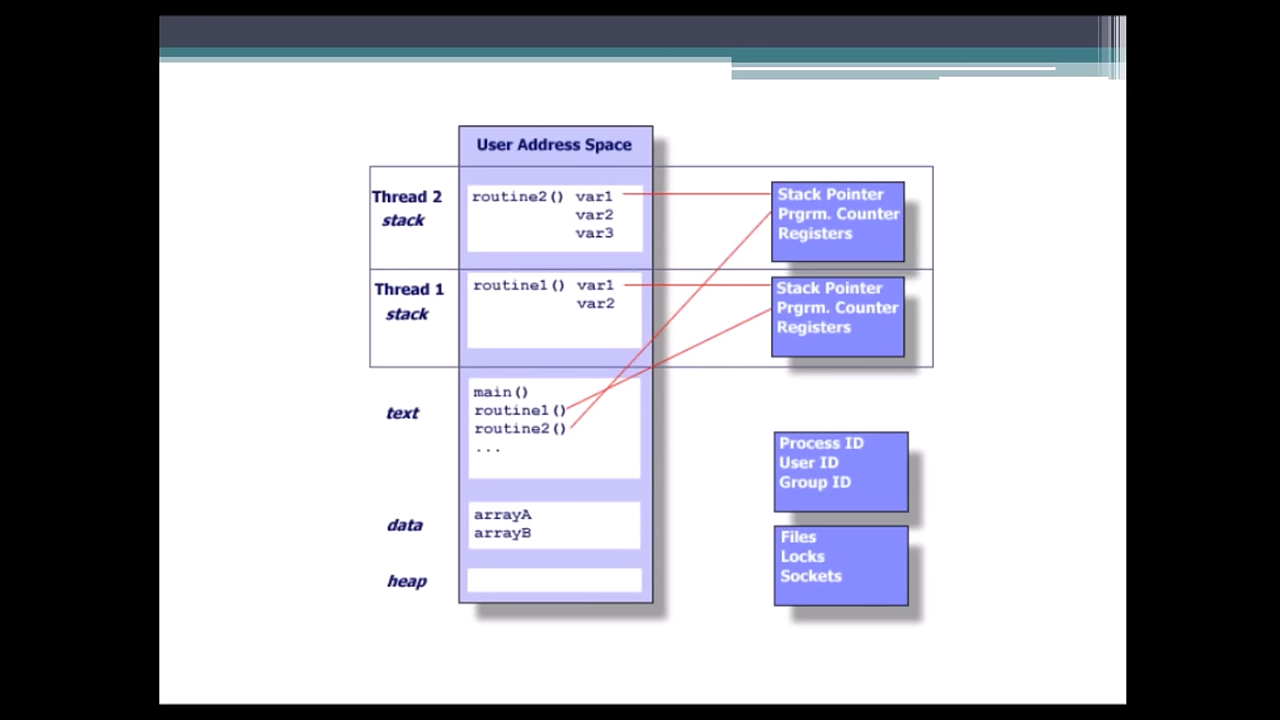 User Address Space
Thread 2
stack
routine2() var1
var2
var3
Stack Pointer
Prgrm. Counter
Registers
Thread 1
stack
routine1() var1
var2
Stack Pointer
Prgrm. Counter
Registers
text
main()
routine1()
routine2()
...
Process ID
User ID
Group ID
data
arrayA
arrayB
Files
Locks
Sockets
heap